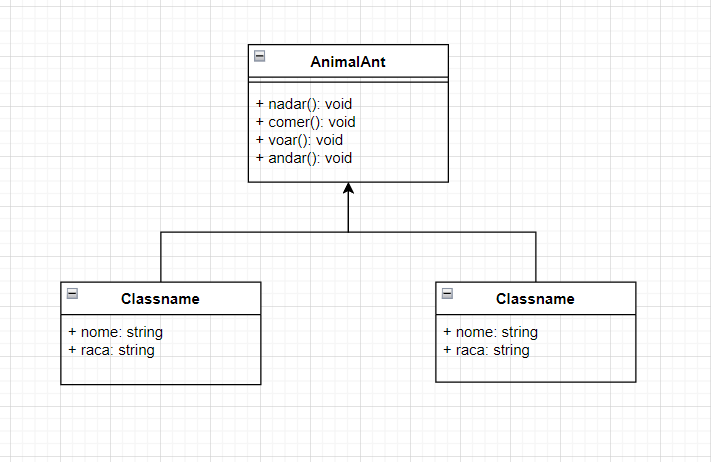 AnimalAnt
+ nadar(): void
+ comer(): void
+ voar(): void
+ andar(): void
Classname
+ nome: string
+ raca: string
Classname
+ nome: string
+ raca: string